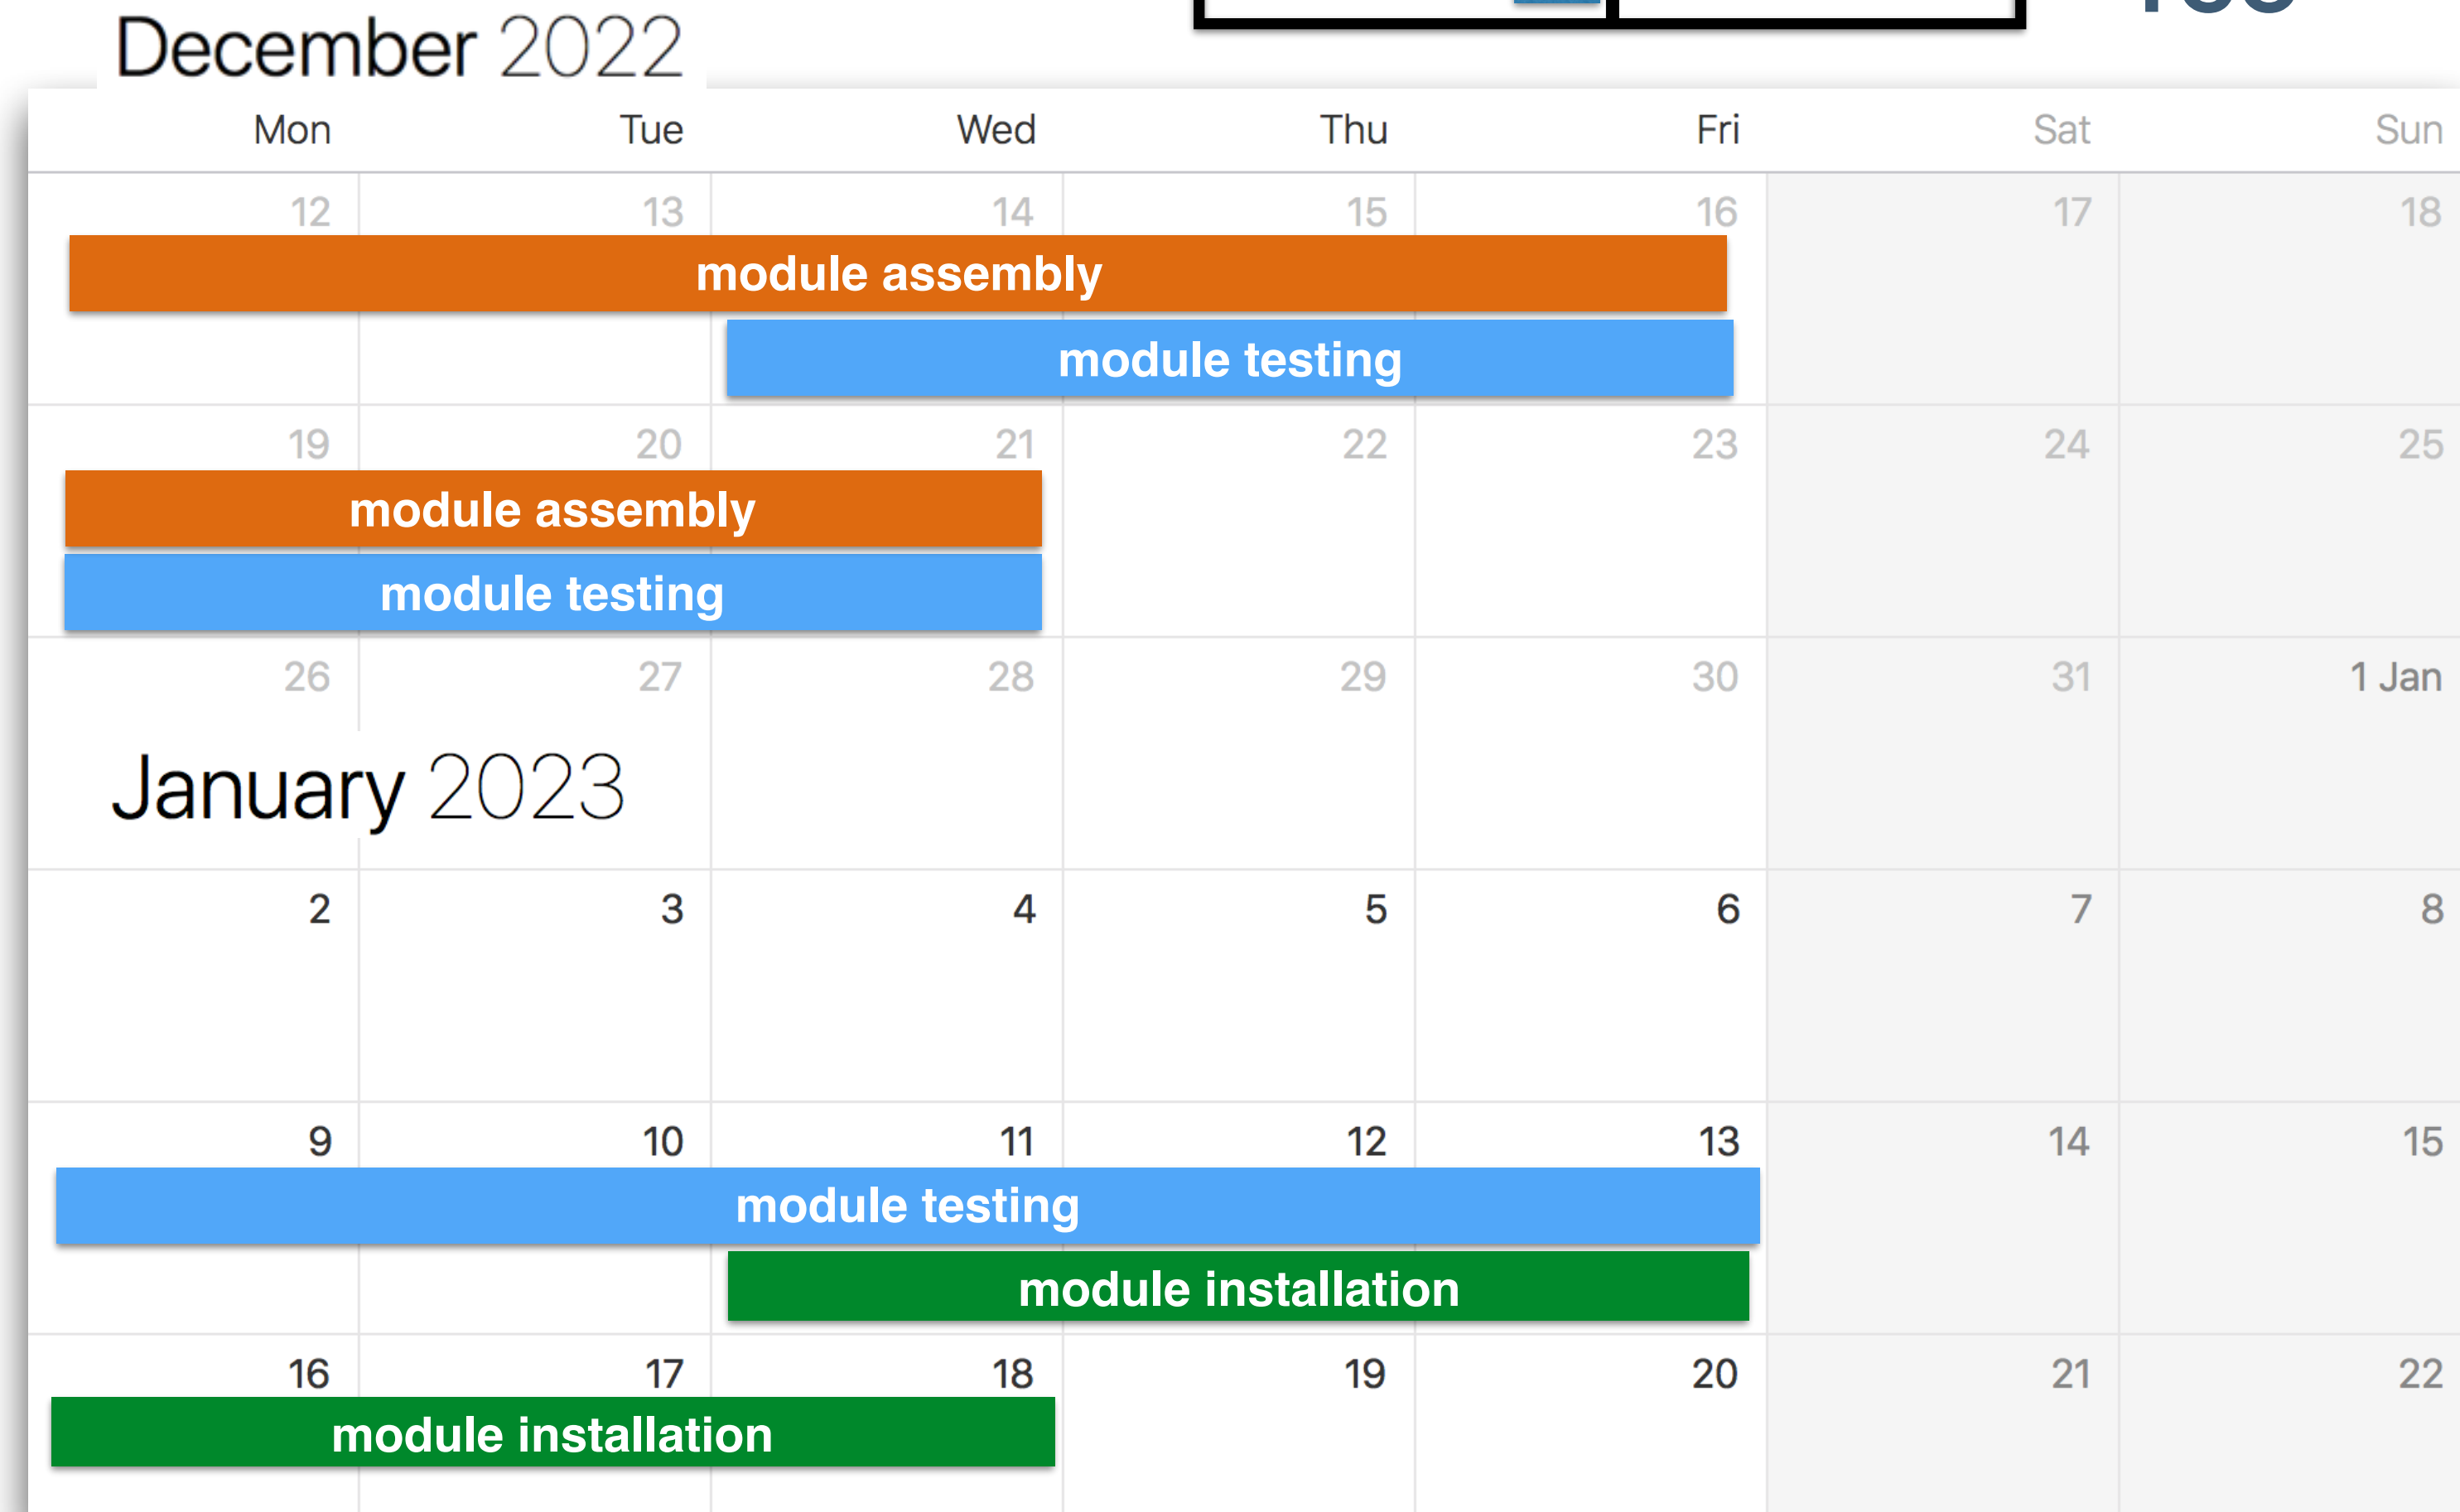 December 2022
Mon Tue Wed Thu Fri Sat Sun
12 13 14 15 16 17 18
module assembly
module testing
19 20 21 22 23 24 25
module assembly
module testing
26 27 28 29 30 31 1 Jan
January 2023
2 3 4 5 6 7 8
9 10 11 12 13 14 15
module testing
module installation
16 17 18 19 20 21 22
module installation